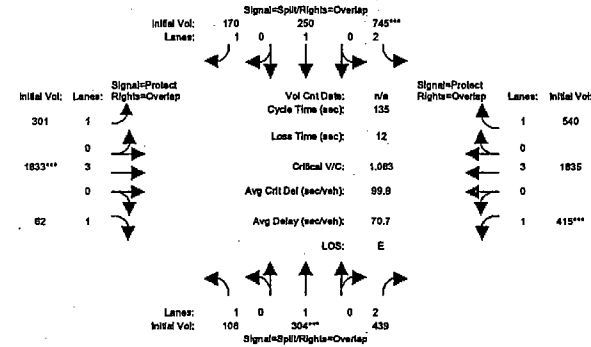 Signal=Split/Rights=Overlap
Initial Vol: 170 250 745***
Lanes: 1 0 1 0 2
Signal=Protect
Initial Vol: Lanes: Rights=Overlap
Vol Cnt Date: n/a
Signal=Protect
Rights=Overlap Lanes: Initial Vol:
Cycle Time (sec): 135
301 1
1 540
Loss Time (sec): 12
0
0
1833*** 3
Critical V/C: 1.083
3 1835
0
Avg Crit Del (sec/veh): 99.8
0
62 1
Avg Delay (sec/veh): 70.7
1 415***
LOS: E
Lanes: 1 0 1 0 2
Initial Vol: 108 304*** 439
Signal=Split/Rights=Overlap